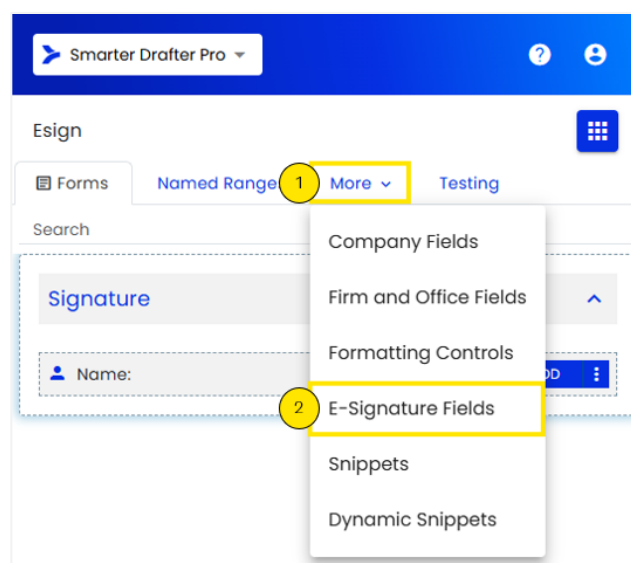 Smarter Drafter Pro
Esign
Forms Named Range 1 More Testing
Search
Company Fields
Signature
Firm and Office Fields
Formatting Controls
Name:
2 E-Signature Fields
Snippets
Dynamic Snippets